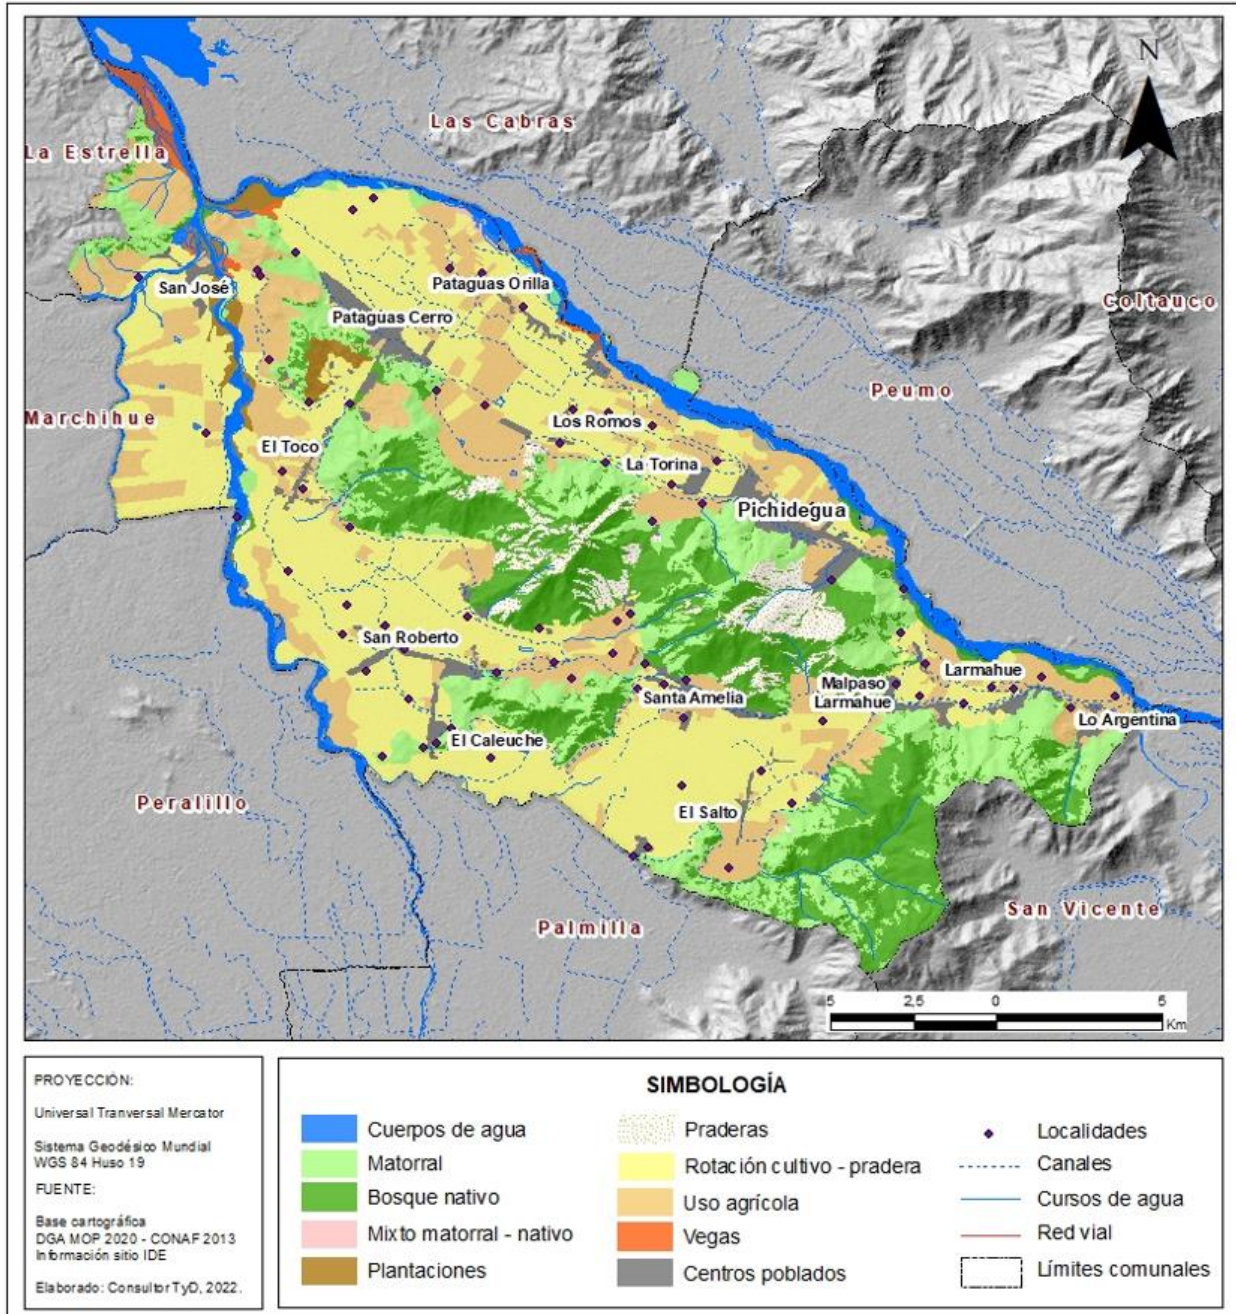 N
Las Cabras
La Estrella
Coltauco
San José
Pataguas Orilla
Pataguas Cerro
Peumo
Marchihue
Los Romos
El Toco
La Torina
Pichidegua
San Roberto
Larmahue
Malpaso
Larmahue
Santa Amelia
Lo Argentina
El Caleuche
Peralillo
El Salto
San Vicente
Palmilla
5 2,5 0 5
Km
PROYECCIÓN:
Universal Tranversal Mercator
Sistema Geodésico Mundial
WGS 84 Huso 19
FUENTE:
Base cartográfica
DGA MOP 2020 - CONAF 2013
Información sitio IDE
Elaborado: Consultor TyD, 2022.
SIMBOLOGÍA
Cuerpos de agua
Matorral
Bosque nativo
Mixto matorral - nativo
Plantaciones
Praderas
Rotación cultivo - pradera
Uso agrícola
Vegas
Centros poblados
Localidades
Canales
Cursos de agua
Red vial
Límites comunales